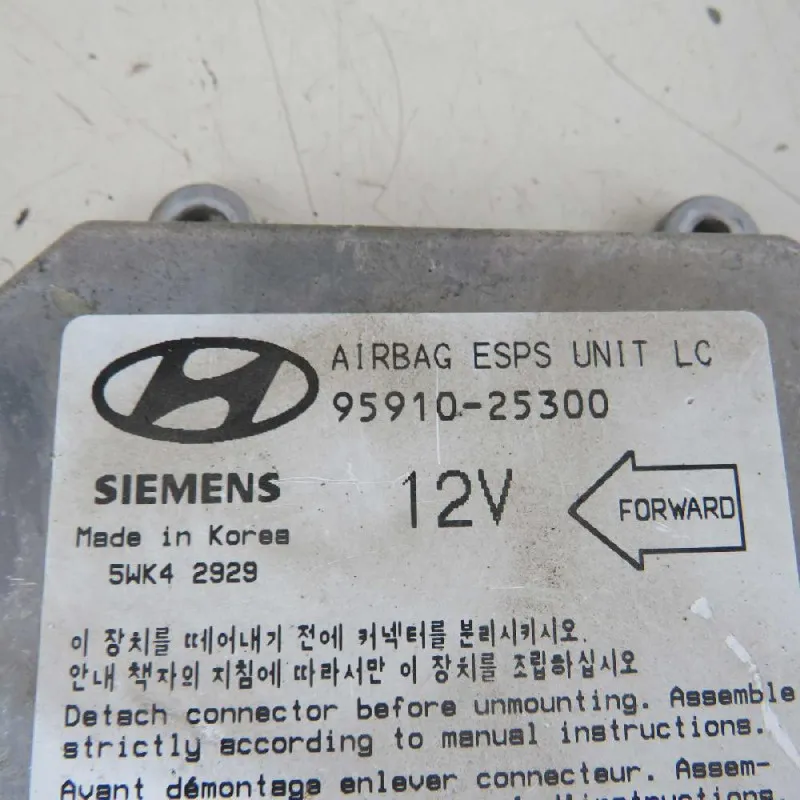 AIRBAG ESPS UNIT LC
95910-25300
SIEMENS
12V
FORWARD
Made in Korea
5WK4 2929
이 장치를 떼어내기 전에 커넥터를 분리시키시오.
안내 책자의 지침에 따라서만 이 장치를 조립하십시오
Detach connector before unmounting. Assemble
strictly according to manual instructions.
Avant démontage enlever connecteur. Assem-
d'instructions.